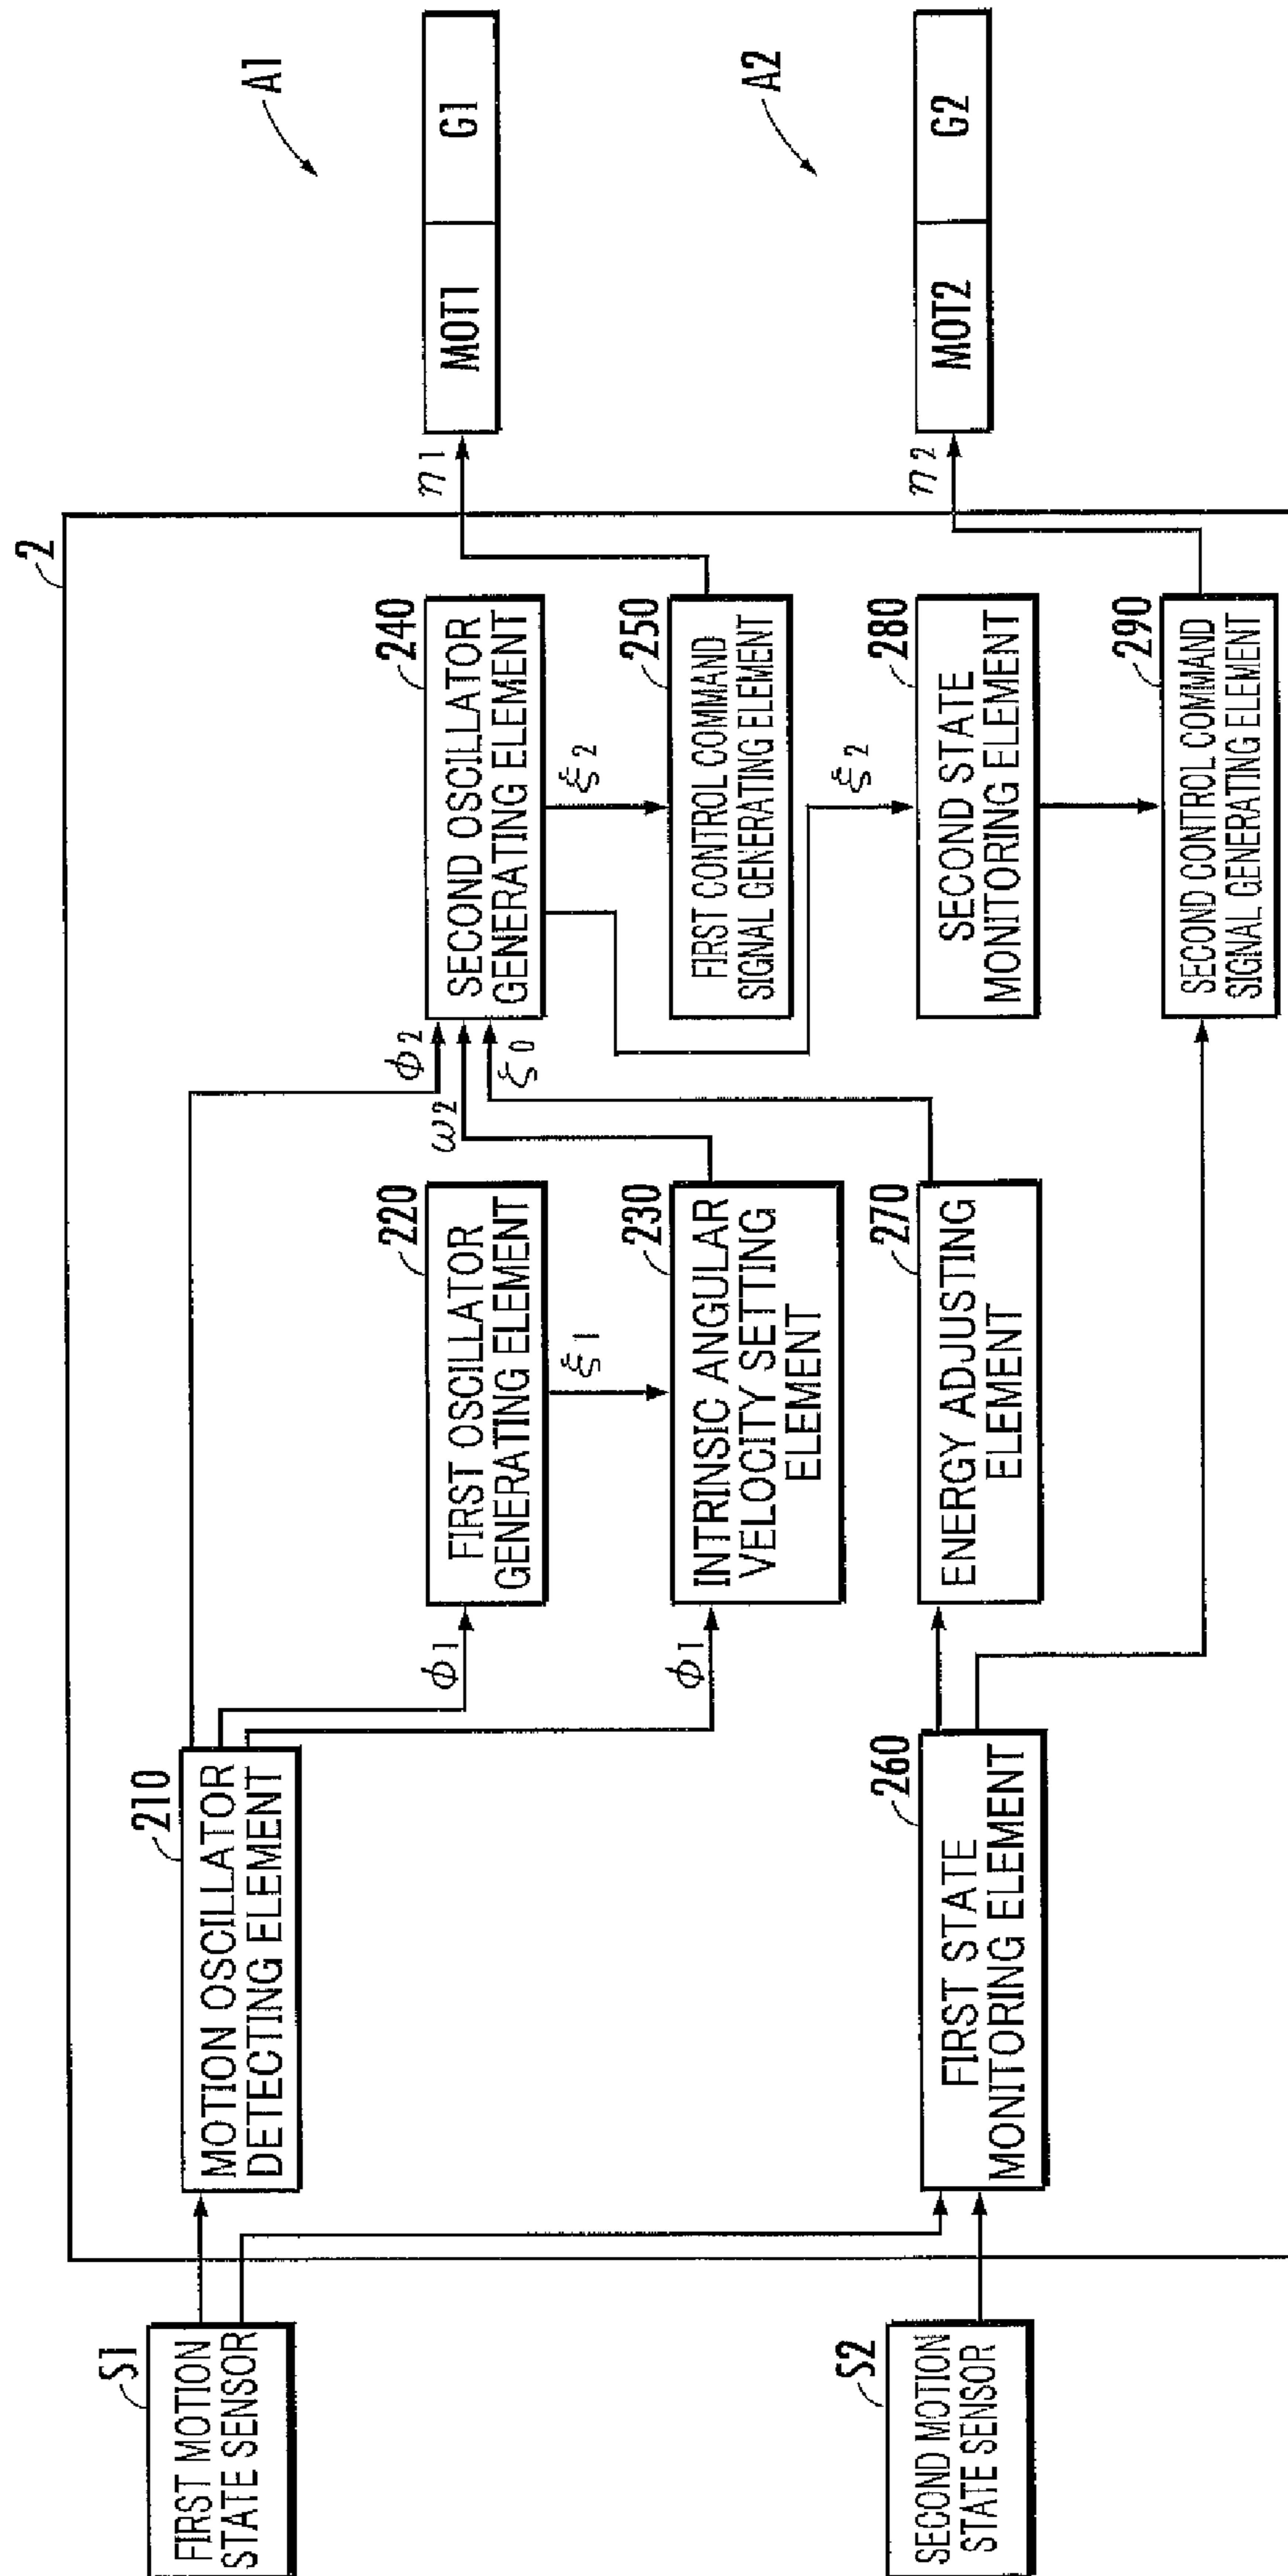 S1
FIRST MOTION
STATE SENSOR
S2
SECOND MOTION
STATE SENSOR
2
210
MOTION OSCILLATOR
DETECTING ELEMENT
260
FIRST STATE
MONITORING ELEMENT
ϕ1
ϕ1
220
FIRST OSCILLATOR
GENERATING ELEMENT
ξ1
230
INTRINSIC ANGULAR
VELOCITY SETTING
ELEMENT
270
ENERGY ADJUSTING
ELEMENT
ϕ2
ω2
ζ0
240
SECOND OSCILLATOR
GENERATING ELEMENT
ξ2
250
FIRST CONTROL COMMAND
SIGNAL GENERATING ELEMENT
ξ2
280
SECOND STATE
MONITORING ELEMENT
290
SECOND CONTROL COMMAND
SIGNAL GENERATING ELEMENT
η1
MOT1
G1
A1
η2
MOT2
G2
A2